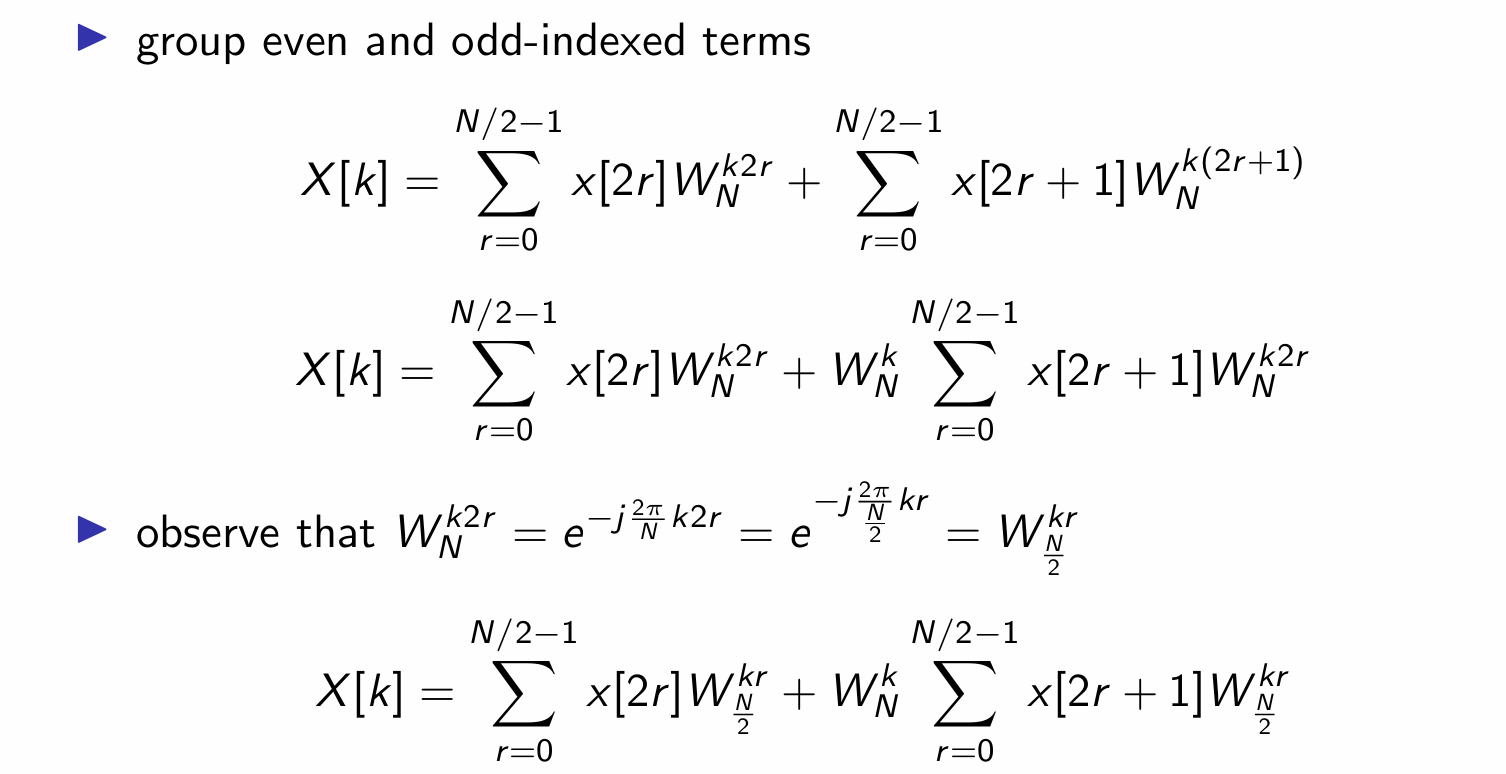 ▶ group even and odd-indexed terms
$X[k] = \sum_{r=0}^{N/2-1} x[2r] W_N^{k2r} + \sum_{r=0}^{N/2-1} x[2r+1] W_N^{k(2r+1)}$
$X[k] = \sum_{r=0}^{N/2-1} x[2r] W_N^{k2r} + W_N^k \sum_{r=0}^{N/2-1} x[2r+1] W_N^{k2r}$
▶ observe that $W_N^{k2r} = e^{-j\frac{2\pi}{N}k2r} = e^{-j\frac{2\pi}{\frac{N}{2}}kr} = W_{\frac{N}{2}}^{kr}$
$X[k] = \sum_{r=0}^{N/2-1} x[2r] W_{\frac{N}{2}}^{kr} + W_N^k \sum_{r=0}^{N/2-1} x[2r+1] W_{\frac{N}{2}}^{kr}$